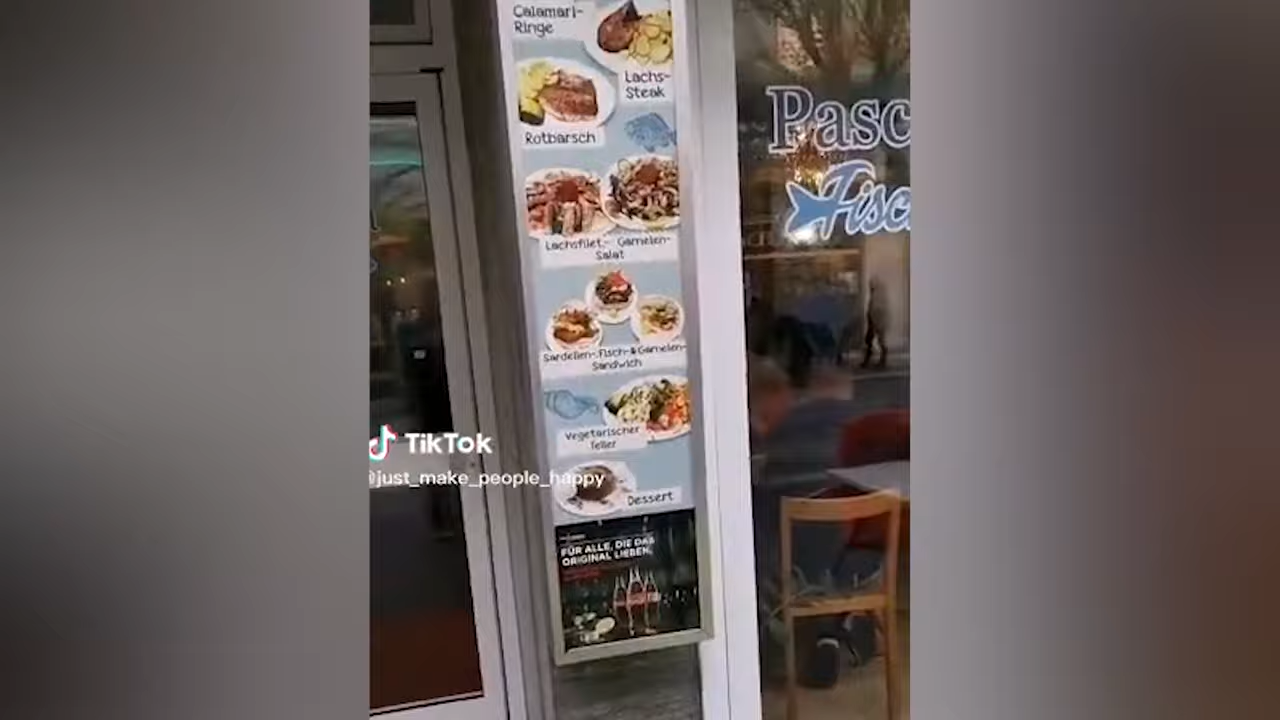 Calamari-
Ringe
Lachs-
Steak
Rotbarsch
Lachsfilet,- Garnelen-
Salat
Sardellen-,Fisch-&Garnelen-
Sandwich
Vegetarischer
Teller
Dessert
FÜR ALLE, DIE DAS
ORIGINAL LIEBEN.
Pasc
Fisc
TikTok
@just_make_people_happy